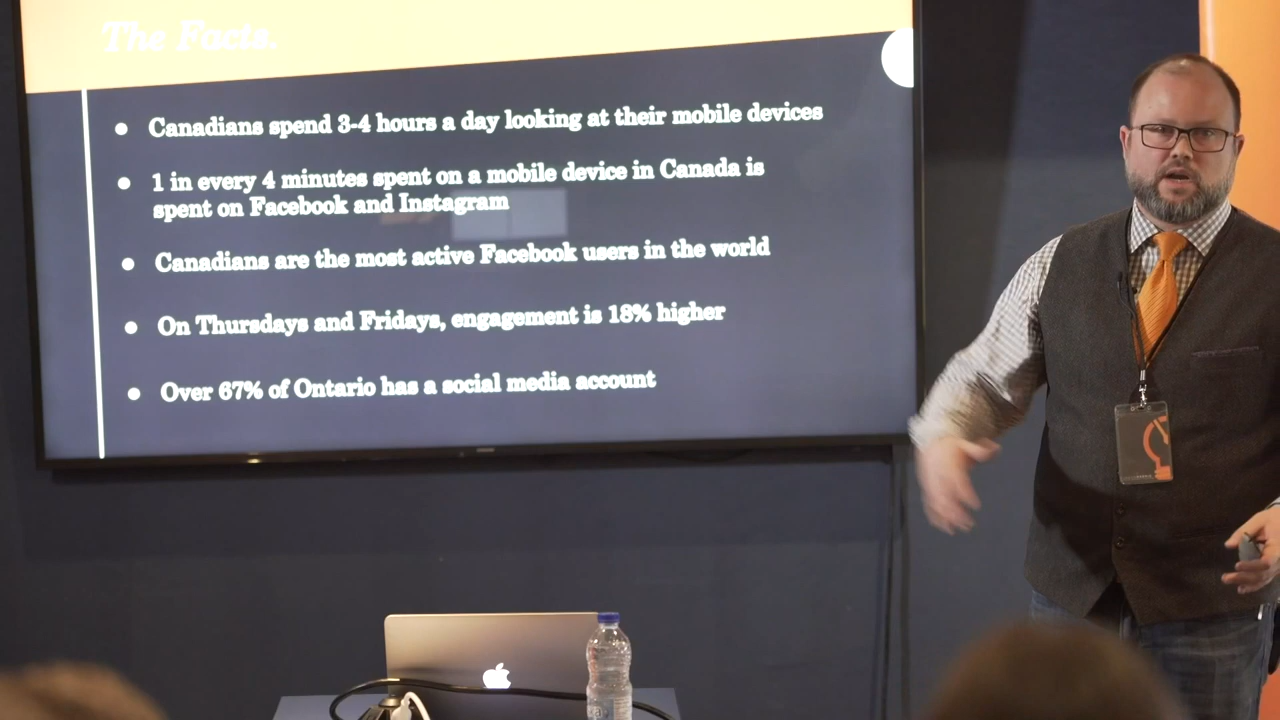 The Facts.
Canadians spend 3-4 hours a day looking at their mobile devices
1 in every 4 minutes spent on a mobile device in Canada is
spent on Facebook and Instagram
Canadians are the most active Facebook users in the world
On Thursdays and Fridays, engagement is 18% higher
Over 67% of Ontario has a social media account